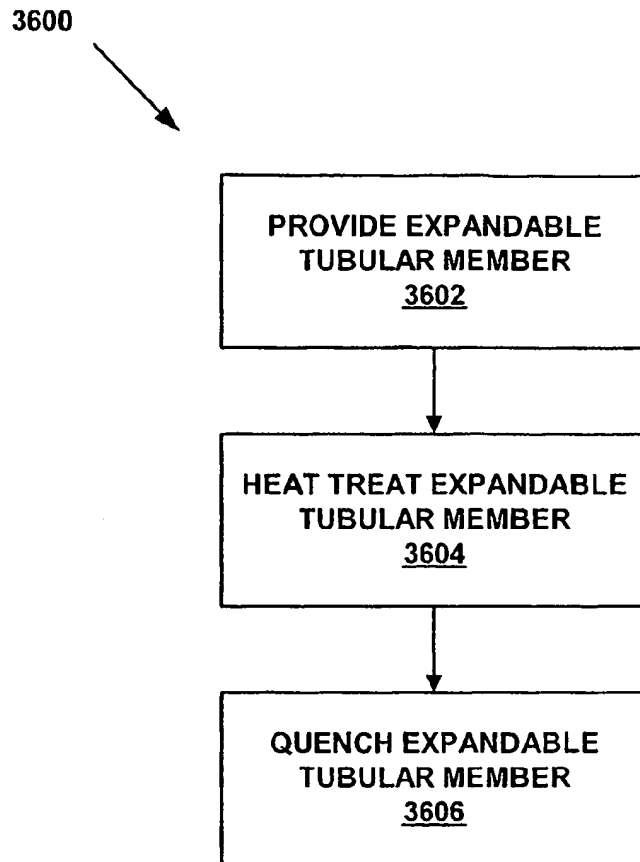 3600
PROVIDE EXPANDABLE
TUBULAR MEMBER
3602
HEAT TREAT EXPANDABLE
TUBULAR MEMBER
3604
QUENCH EXPANDABLE
TUBULAR MEMBER
3606